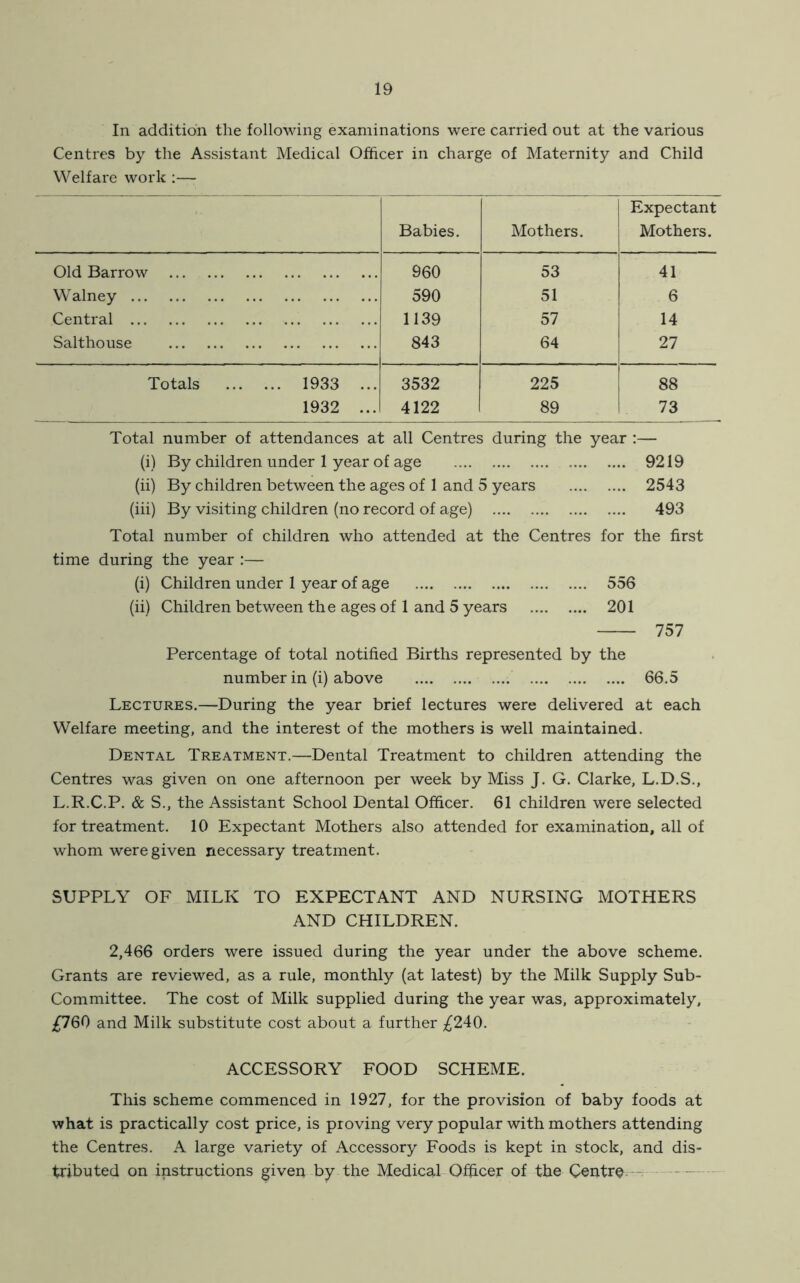 19
In addition the following examinations were carried out at the various
Centres by the Assistant Medical Officer in charge of Maternity and Child
Welfare work :—
Babies. Mothers. Expectant Mothers.
Old Barrow ... ... ... ... ... ... 960 53 41
Walney ... ... ... ... ... ... ... 590 51 6
Central ... ... ... ... ... ... ... 1139 57 14
Salthouse ... ... ... ... ... ... 843 64 27
Totals ... ... 1933 ... 3532 225 88
1932 ... 4122 89 73
Total number of attendances at all Centres during the year :—
(i) By children under 1 year of age .... .... .... .... .... 9219
(ii) By children between the ages of 1 and 5 years .... .... 2543
(iii) By visiting children (no record of age) .... .... .... .... 493
Total number of children who attended at the Centres for the first
time during the year :—
(i) Children under 1 year of age .... .... .... .... .... 556
(ii) Children between the ages of 1 and 5 years .... .... 201
—— 757
Percentage of total notified Births represented by the
number in (i) above .... .... .... .... .... .... 66.5
LECTURES.—During the year brief lectures were delivered at each
Welfare meeting, and the interest of the mothers is well maintained.
DENTAL TREATMENT.—Dental Treatment to children attending the
Centres was given on one afternoon per week by Miss J. G. Clarke, L.D.S.,
L.R.C.P. & S., the Assistant School Dental Officer. 61 children were selected
for treatment. 10 Expectant Mothers also attended for examination, all of
whom were given necessary treatment.
SUPPLY OF MILK TO EXPECTANT AND NURSING MOTHERS
AND CHILDREN.
2,466 orders were issued during the year under the above scheme.
Grants are reviewed, as a rule, monthly (at latest) by the Milk Supply Sub-
Committee. The cost of Milk supplied during the year was, approximately,
£760 and Milk substitute cost about a further £240.
ACCESSORY FOOD SCHEME.
This scheme commenced in 1927, for the provision of baby foods at
what is practically cost price, is proving very popular with mothers attending
the Centres. A large variety of Accessory Foods is kept in stock, and dis-
tributed on instructions given by the Medical Officer of the Centre.